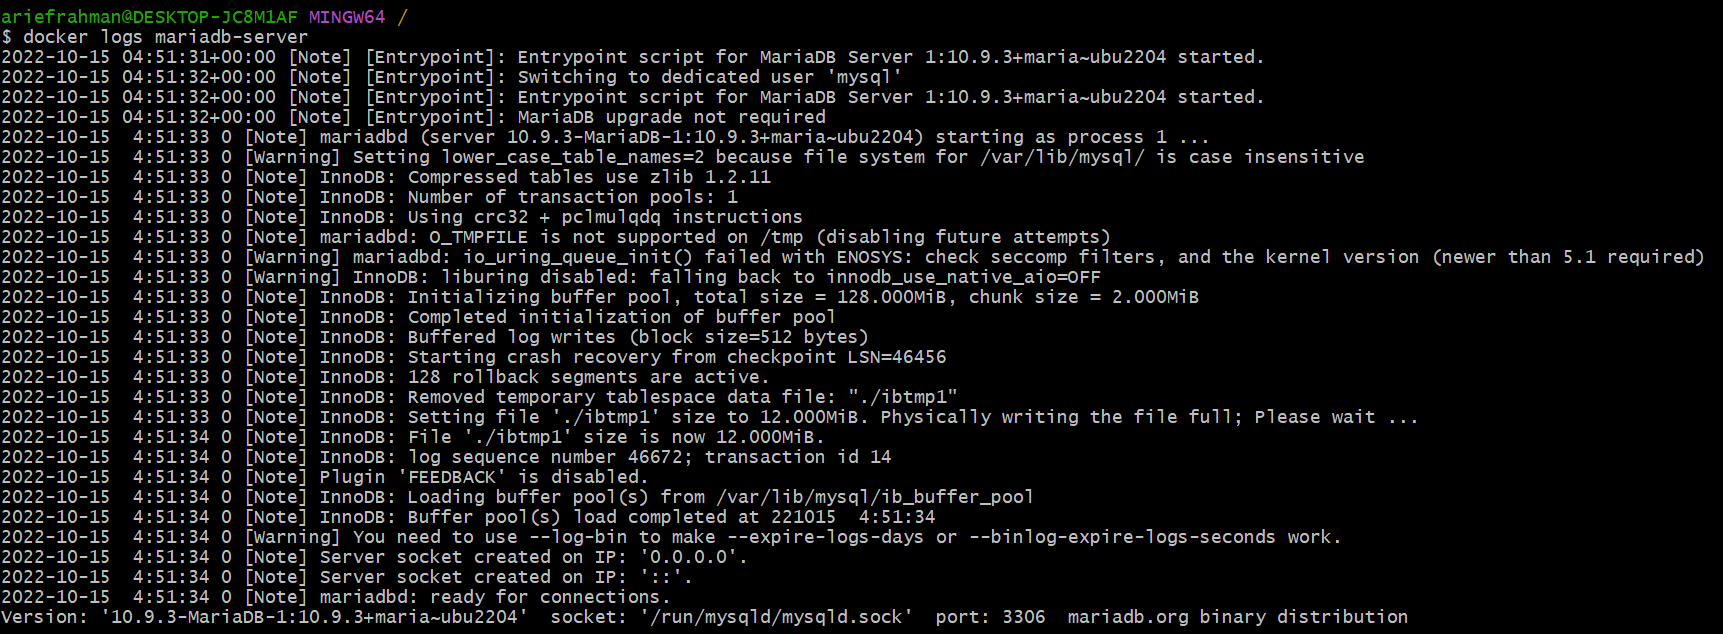 ariefrahman@DESKTOP-JC8M1AF MINGW64 /
$ docker logs mariadb-server
2022-10-15 04:51:31+00:00 [Note] [Entrypoint]: Entrypoint script for MariaDB Server 1:10.9.3+maria~ubu2204 started.
2022-10-15 04:51:32+00:00 [Note] [Entrypoint]: Switching to dedicated user 'mysql'
2022-10-15 04:51:32+00:00 [Note] [Entrypoint]: Entrypoint script for MariaDB Server 1:10.9.3+maria~ubu2204 started.
2022-10-15 04:51:32+00:00 [Note] [Entrypoint]: MariaDB upgrade not required
2022-10-15  4:51:33 0 [Note] mariadbd (server 10.9.3-MariaDB-1:10.9.3+maria~ubu2204) starting as process 1 ...
2022-10-15  4:51:33 0 [Warning] Setting lower_case_table_names=2 because file system for /var/lib/mysql/ is case insensitive
2022-10-15  4:51:33 0 [Note] InnoDB: Compressed tables use zlib 1.2.11
2022-10-15  4:51:33 0 [Note] InnoDB: Number of transaction pools: 1
2022-10-15  4:51:33 0 [Note] InnoDB: Using crc32 + pclmulqdq instructions
2022-10-15  4:51:33 0 [Note] mariadbd: O_TMPFILE is not supported on /tmp (disabling future attempts)
2022-10-15  4:51:33 0 [Warning] mariadbd: io_uring_queue_init() failed with ENOSYS: check seccomp filters, and the kernel version (newer than 5.1 required)
2022-10-15  4:51:33 0 [Warning] InnoDB: liburing disabled: falling back to innodb_use_native_aio=OFF
2022-10-15  4:51:33 0 [Note] InnoDB: Initializing buffer pool, total size = 128.000MiB, chunk size = 2.000MiB
2022-10-15  4:51:33 0 [Note] InnoDB: Completed initialization of buffer pool
2022-10-15  4:51:33 0 [Note] InnoDB: Buffered log writes (block size=512 bytes)
2022-10-15  4:51:33 0 [Note] InnoDB: Starting crash recovery from checkpoint LSN=46456
2022-10-15  4:51:33 0 [Note] InnoDB: 128 rollback segments are active.
2022-10-15  4:51:33 0 [Note] InnoDB: Removed temporary tablespace data file: "./ibtmp1"
2022-10-15  4:51:33 0 [Note] InnoDB: Setting file './ibtmp1' size to 12.000MiB. Physically writing the file full; Please wait ...
2022-10-15  4:51:34 0 [Note] InnoDB: File './ibtmp1' size is now 12.000MiB.
2022-10-15  4:51:34 0 [Note] InnoDB: log sequence number 46672; transaction id 14
2022-10-15  4:51:34 0 [Note] Plugin 'FEEDBACK' is disabled.
2022-10-15  4:51:34 0 [Note] InnoDB: Loading buffer pool(s) from /var/lib/mysql/ib_buffer_pool
2022-10-15  4:51:34 0 [Note] InnoDB: Buffer pool(s) load completed at 221015  4:51:34
2022-10-15  4:51:34 0 [Warning] You need to use --log-bin to make --expire-logs-days or --binlog-expire-logs-seconds work.
2022-10-15  4:51:34 0 [Note] Server socket created on IP: '0.0.0.0'.
2022-10-15  4:51:34 0 [Note] Server socket created on IP: '::'.
2022-10-15  4:51:34 0 [Note] mariadbd: ready for connections.
Version: '10.9.3-MariaDB-1:10.9.3+maria~ubu2204'  socket: '/run/mysqld/mysqld.sock'  port: 3306  mariadb.org binary distribution